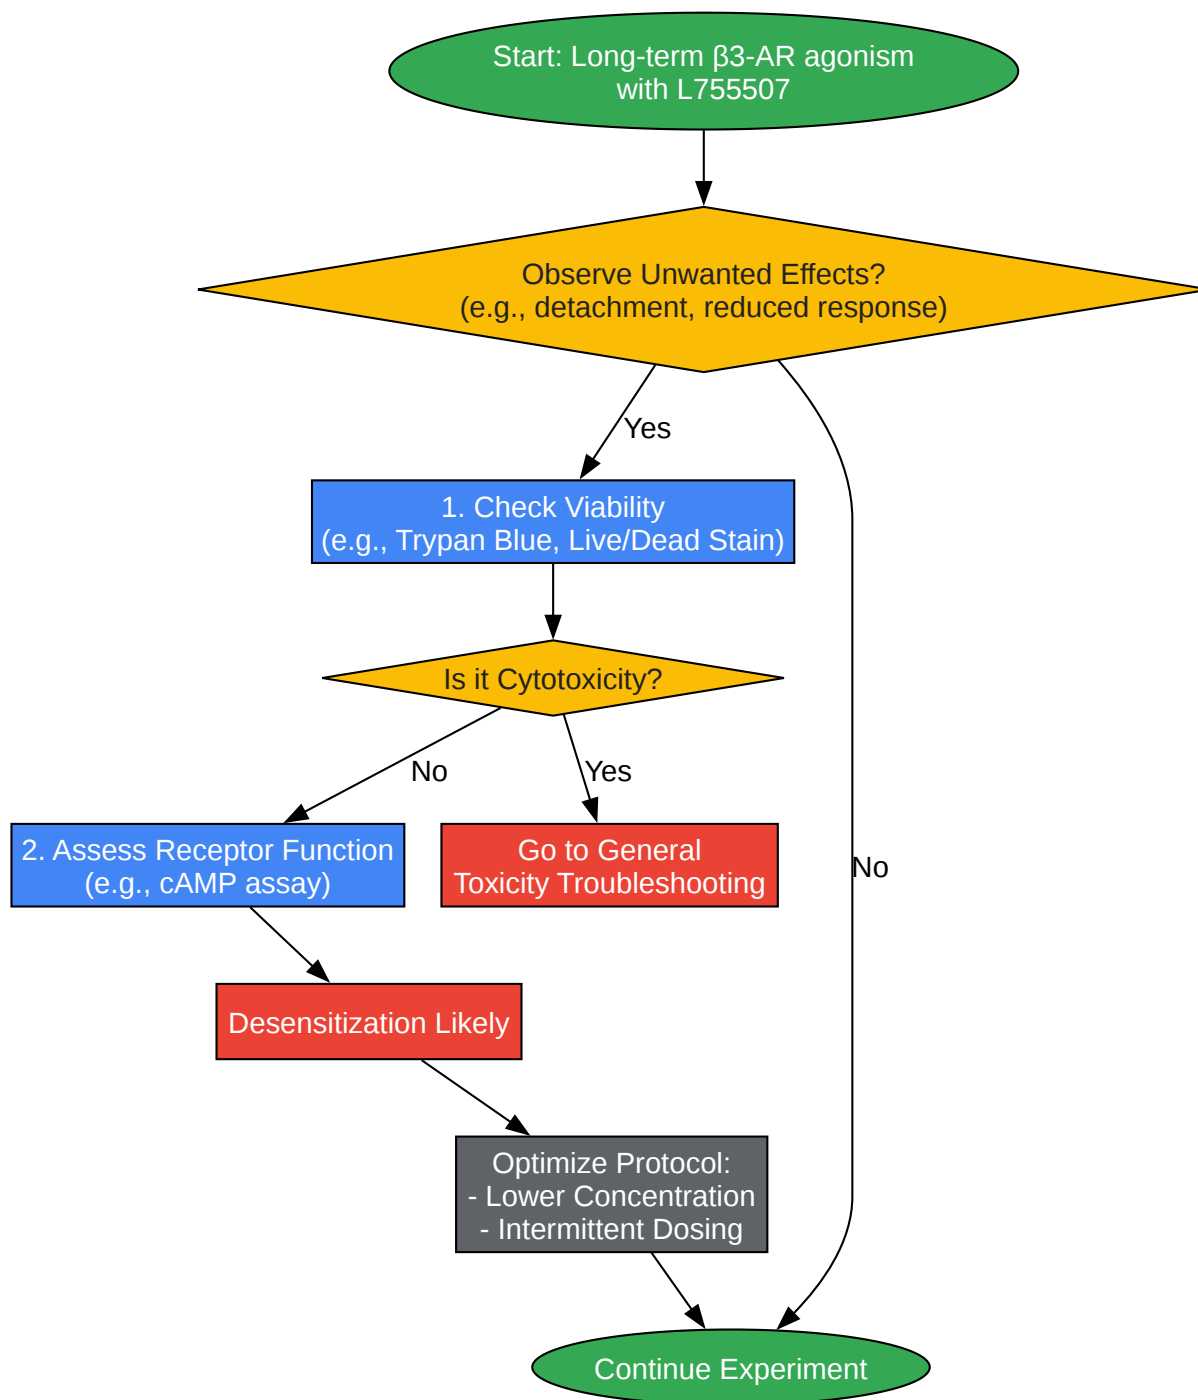 Start: Long-term β3-AR agonism
with L755507
Observe Unwanted Effects?
(e.g., detachment, reduced response)
Yes
1. Check Viability
(e.g., Trypan Blue, Live/Dead Stain)
Is it Cytotoxicity?
No
Yes
2. Assess Receptor Function
(e.g., cAMP assay)
Go to General
Toxicity Troubleshooting
No
Desensitization Likely
Optimize Protocol:
- Lower Concentration
- Intermittent Dosing
Continue Experiment